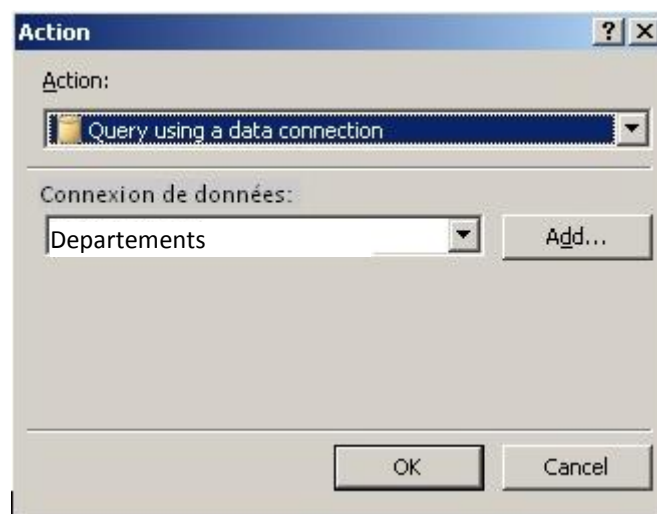 Action
Action:
Query using a data connection
Connexion de données:
Departements
Add...
OK
Cancel